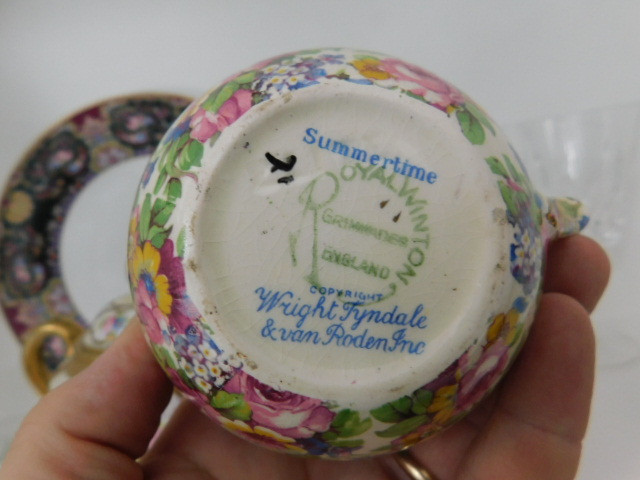 Summertime
ROYAL WINTON
GRIMWADES
ENGLAND
COPYRIGHT
Wright Tyndale
& van Roden Inc